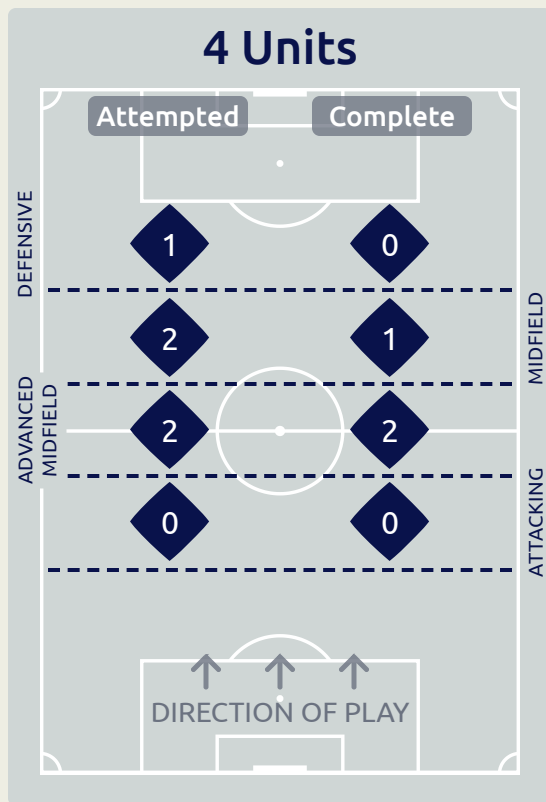 4 Units
Attempted Complete
DEFENSIVE
1 0
MIDFIELD
2 1
ADVANCED
MIDFIELD
2 2
ATTACKING
0 0
DIRECTION OF PLAY